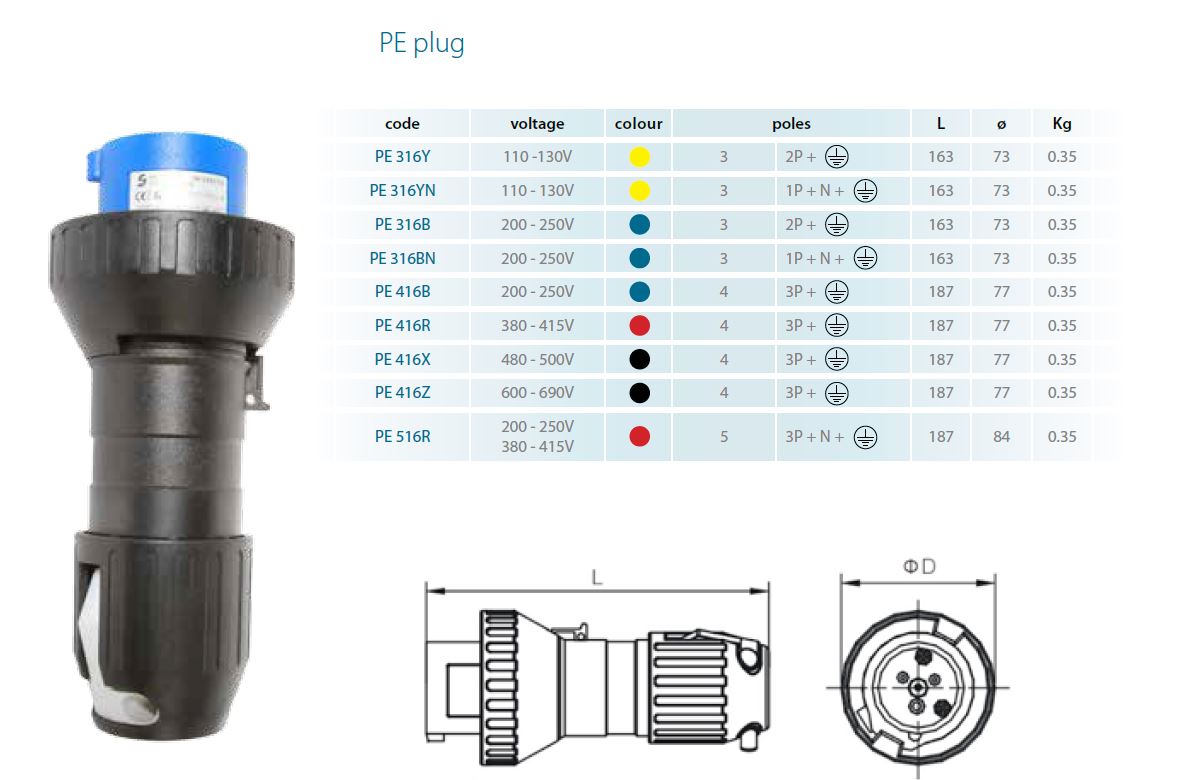 PE plug
code voltage colour poles L ø Kg
PE 316Y 110 -130V 3 2P + 163 73 0.35
PE 316YN 110 - 130V 3 1P + N + 163 73 0.35
PE 316B 200 - 250V 3 2P + 163 73 0.35
PE 316BN 200 - 250V 3 1P + N + 163 73 0.35
PE 416B 200 - 250V 4 3P + 187 77 0.35
PE 416R 380 - 415V 4 3P + 187 77 0.35
PE 416X 480 - 500V 4 3P + 187 77 0.35
PE 416Z 600 - 690V 4 3P + 187 77 0.35
PE 516R 200 - 250V 5 3P + N + 187 84 0.35
380 - 415V
L
ΦD